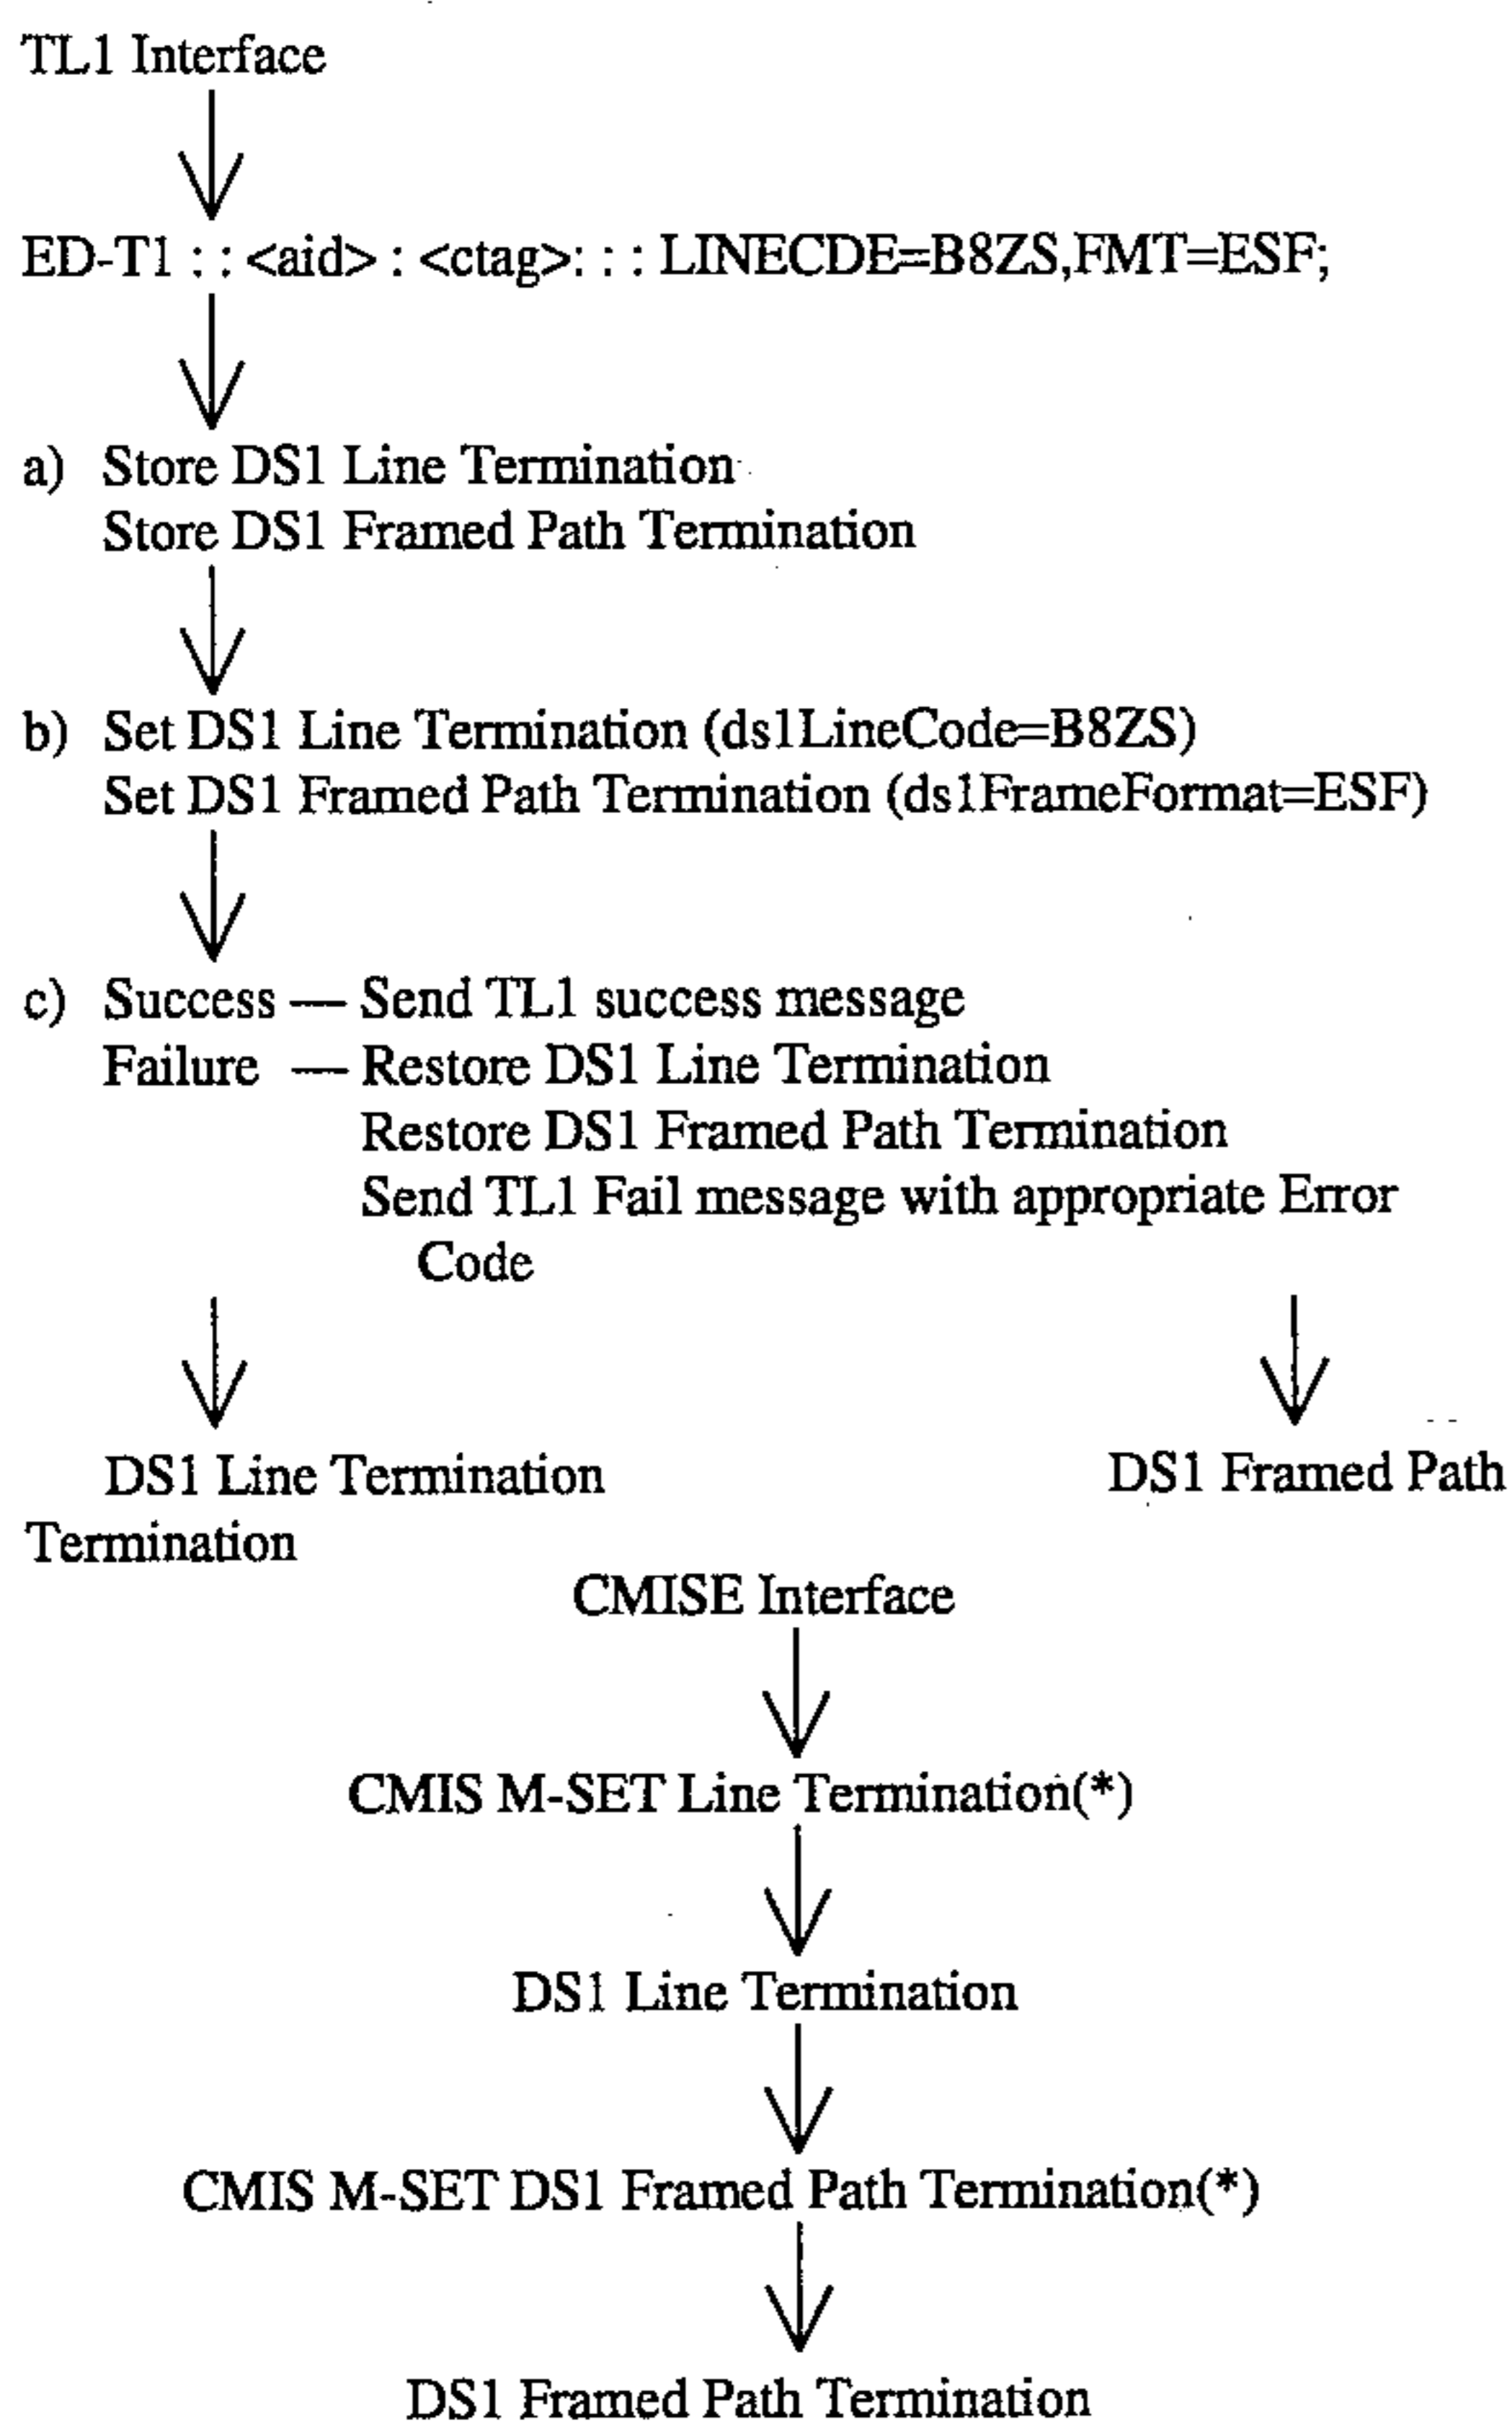 TL1 Interface
ED-T1 : : <aid> : <ctag>: : : LINECDE=B8ZS,FMT=ESF;
a) Store DS1 Line Termination
Store DS1 Framed Path Termination
b) Set DS1 Line Termination (ds1LineCode=B8ZS)
Set DS1 Framed Path Termination (ds1FrameFormat=ESF)
c) Success — Send TL1 success message
Failure — Restore DS1 Line Termination
Restore DS1 Framed Path Termination
Send TL1 Fail message with appropriate Error
Code
DS1 Line Termination DS1 Framed Path
Termination
CMISE Interface
CMIS M-SET Line Termination(*)
DS1 Line Termination
CMIS M-SET DS1 Framed Path Termination(*)
DS1 Framed Path Termination